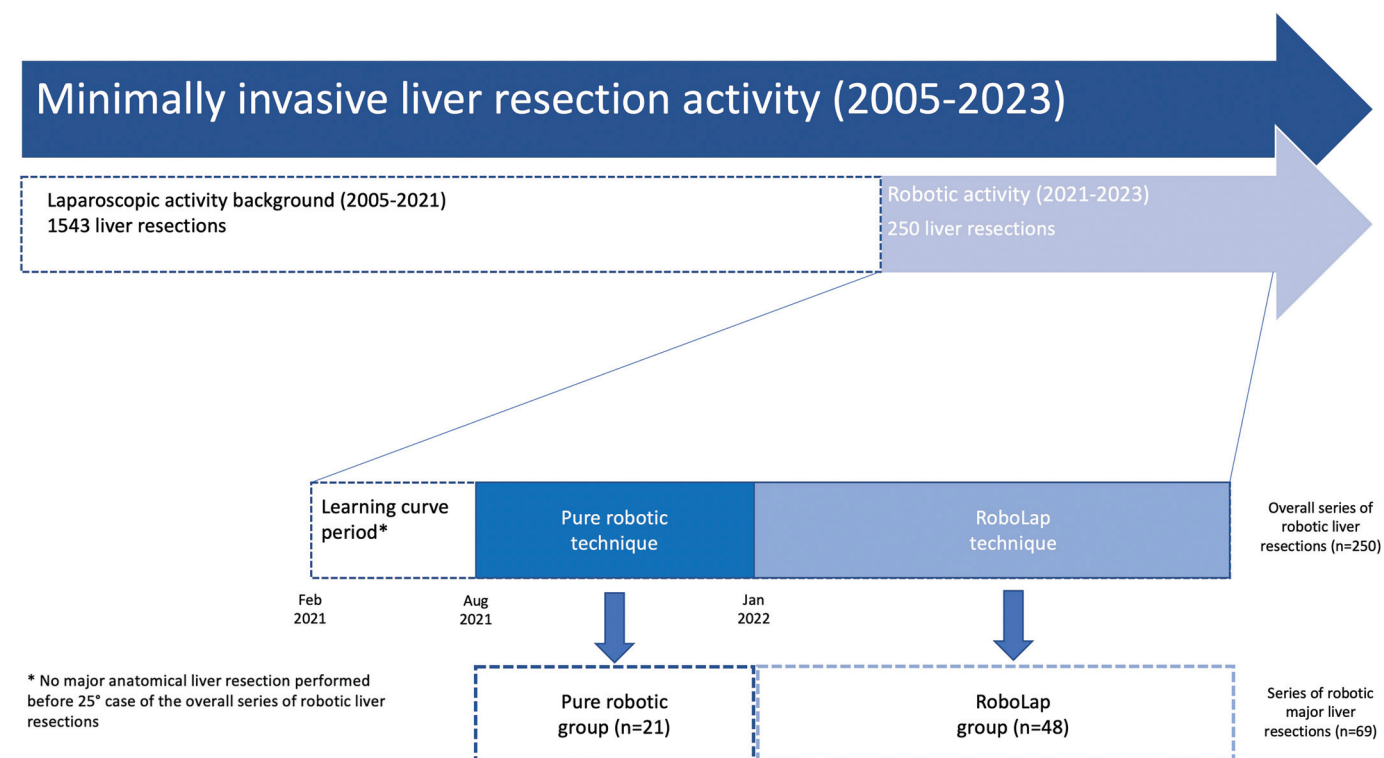 Minimally invasive liver resection activity (2005-2023)
Laparoscopic activity background (2005-2021)
1543 liver resections
Robotic activity (2021-2023)
250 liver resections
Learning curve
period*
Pure robotic
technique
RoboLap
technique
Overall series of
robotic liver
resections (n=250)
Feb
2021
Aug
2021
Jan
2022
* No major anatomical liver resection performed
before 25° case of the overall series of robotic liver
resections
Pure robotic
group (n=21)
RoboLap
group (n=48)
Series of robotic
major liver
resections (n=69)